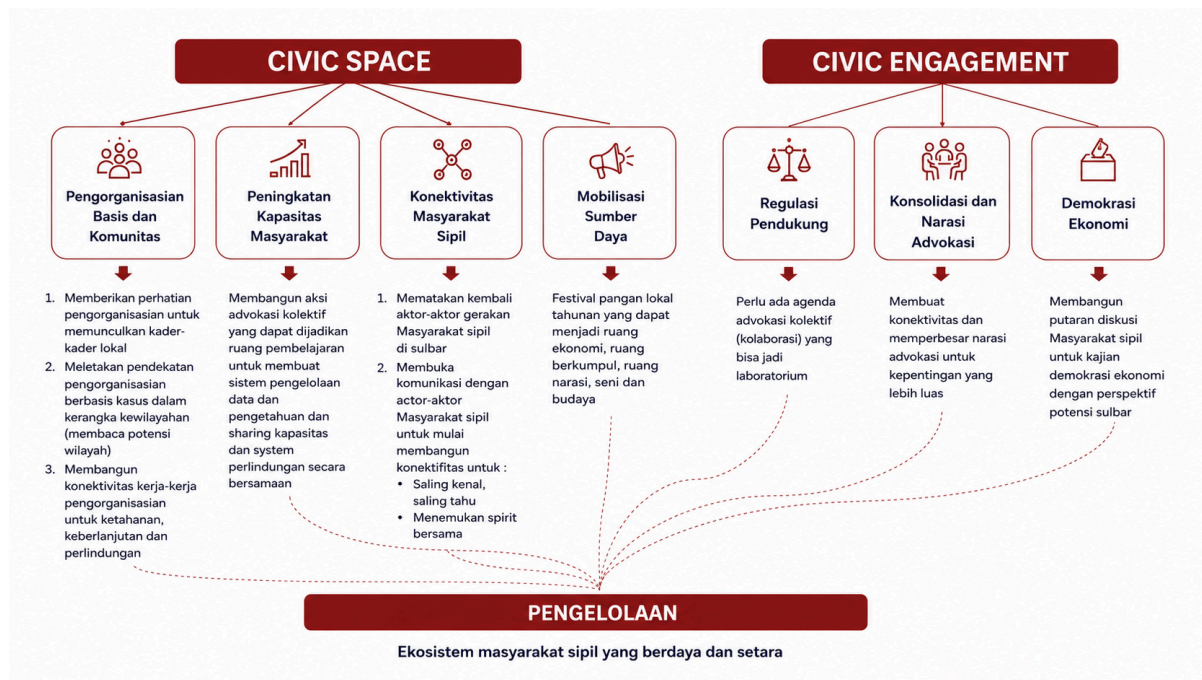 CIVIC SPACE
Pengorganisasian
Basis dan
Komunitas
Peningkatan
Kapasitas
Masyarakat
Konektivitas
Masyarakat
Sipil
Mobilisasi
Sumber
Daya
1. Memberikan perhatian
pengorganisasian untuk
memunculkan kader-
kader lokal
2. Meletakan pendekatan
pengorganisasian
berbasis kasus dalam
kerangka kewilayahan
(membaca potensi
wilayah)
3. Membangun
konektivitas kerja-kerja
pengorganisasian
untuk ketahanan,
keberlanjutan dan
perlindungan
Membangun aksi
advokasi kolektif
yang dapat dijadikan
ruang pembelajaran
untuk membuat
sistem pengelolaan
data dan
pengetahuan dan
sharing kapasitas
dan system
perlindungan secara
bersamaan
1. Mematakan kembali
aktor-aktor gerakan
Masyarakat sipil
di sulbar
2. Membuka
komunikasi dengan
actor-aktor
Masyarakat sipil
untuk mulai
membangun
konektifitas untuk :
• Saling kenal,
saling tahu
• Menemukan spirit
bersama
Festival pangan lokal
tahunan yang dapat
menjadi ruang
ekonomi, ruang
berkumpul, ruang
narasi, seni dan
budaya
CIVIC ENGAGEMENT
Regulasi
Pendukung
Konsolidasi dan
Narasi
Advokasi
Demokrasi
Ekonomi
Perlu ada agenda
advokasi kolektif
(kolaborasi) yang
bisa jadi
laboratorium
Membuat
konektivitas dan
memperbesar narasi
advokasi untuk
kepentingan yang
lebih luas
Membangun
putaran diskusi
Masyarakat sipil
untuk kajian
demokrasi ekonomi
dengan perspektif
potensi sulbar
PENGELOLAAN
Ekosistem masyarakat sipil yang berdaya dan setara